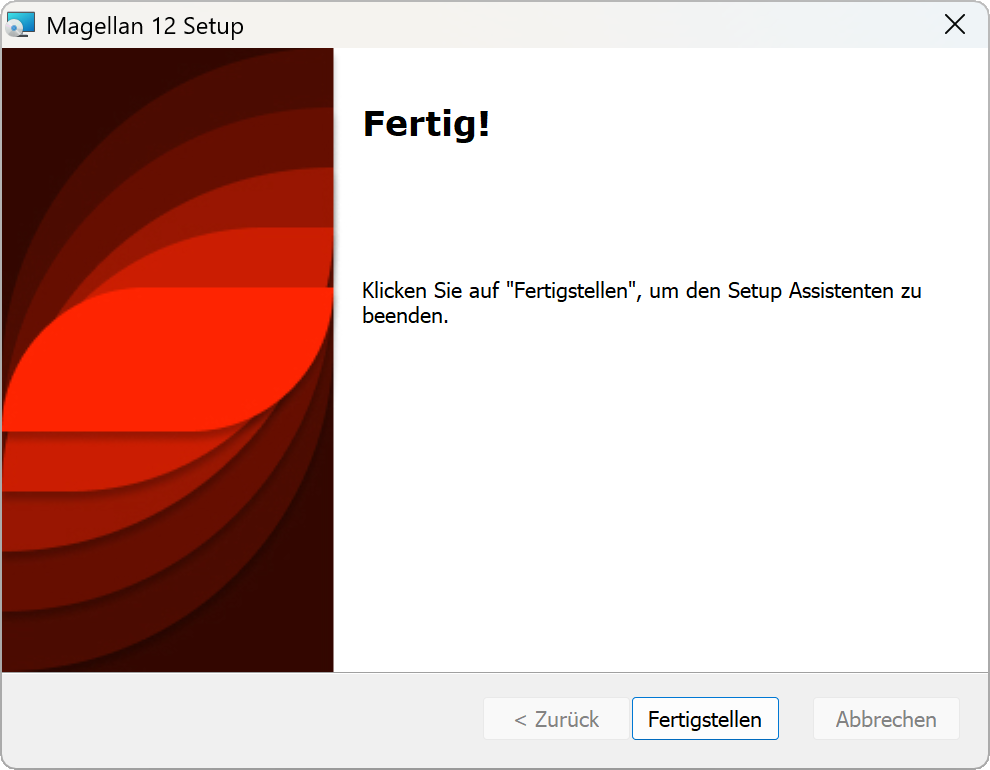 Magellan 12 Setup
Fertig!
Klicken Sie auf "Fertigstellen", um den Setup Assistenten zu
beenden.
< Zurück
Fertigstellen
Abbrechen